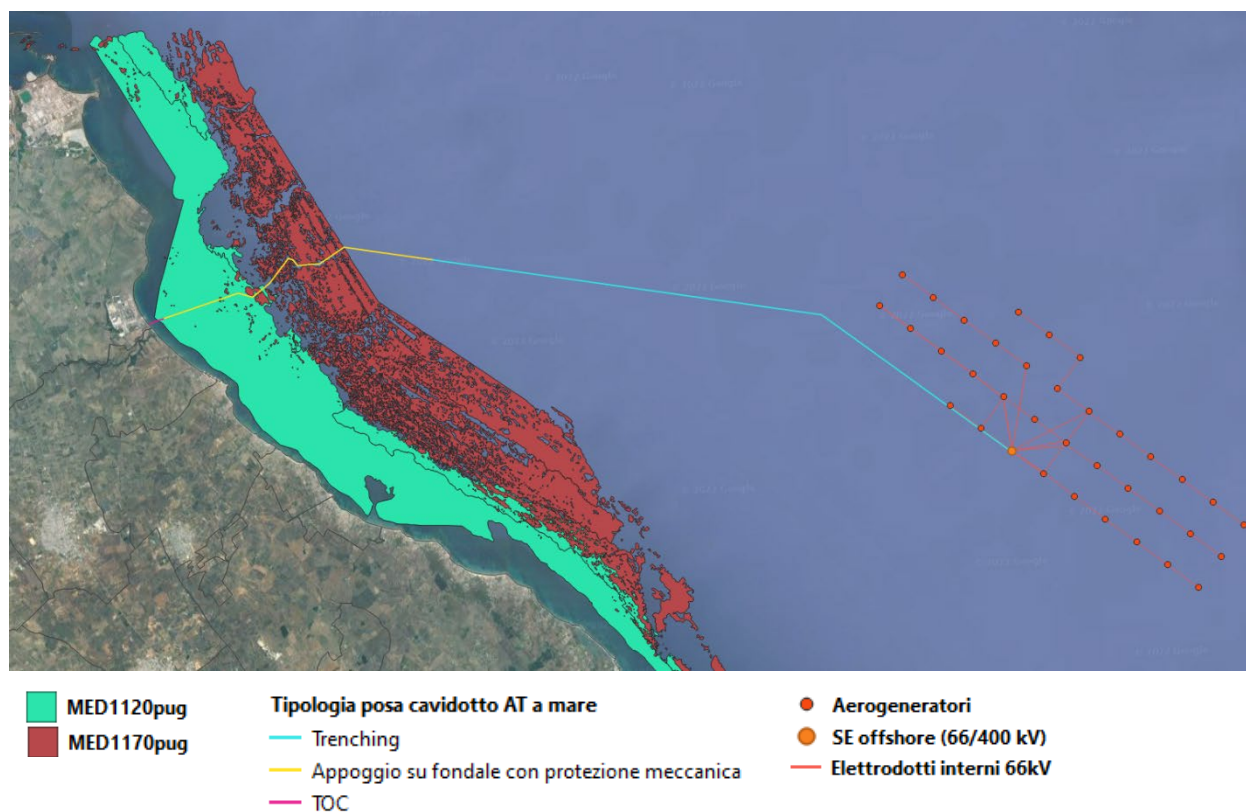 MED1120pug
MED1170pug
Tipologia posa cavidotto AT a mare
Trenching
Appoggio su fondale con protezione meccanica
TOC
Aerogeneratori
SE offshore (66/400 kV)
Elettrodotti interni 66kV